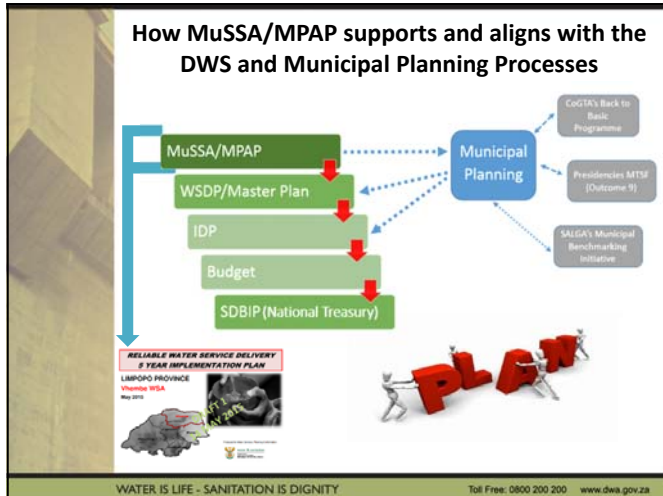 How MuSSA/MPAP supports and aligns with the
DWS and Municipal Planning Processes
MuSSA/MPAP
WSDP/Master Plan
IDP
Budget
SDBIP (National Treasury)
Municipal
Planning
CoGTA's Back to
Basic
Programme
Presidencies MTSF
(Outcome 9)
SALGA's Municipal
Benchmarking
Initiative
RELIABLE WATER SERVICE DELIVERY
5 YEAR IMPLEMENTATION PLAN
LIMPOPO PROVINCE
Vhembe WSA
PLAN
WATER IS LIFE - SANITATION IS DIGNITY
Toll Free: 0800 200 200 www.dwa.gov.za